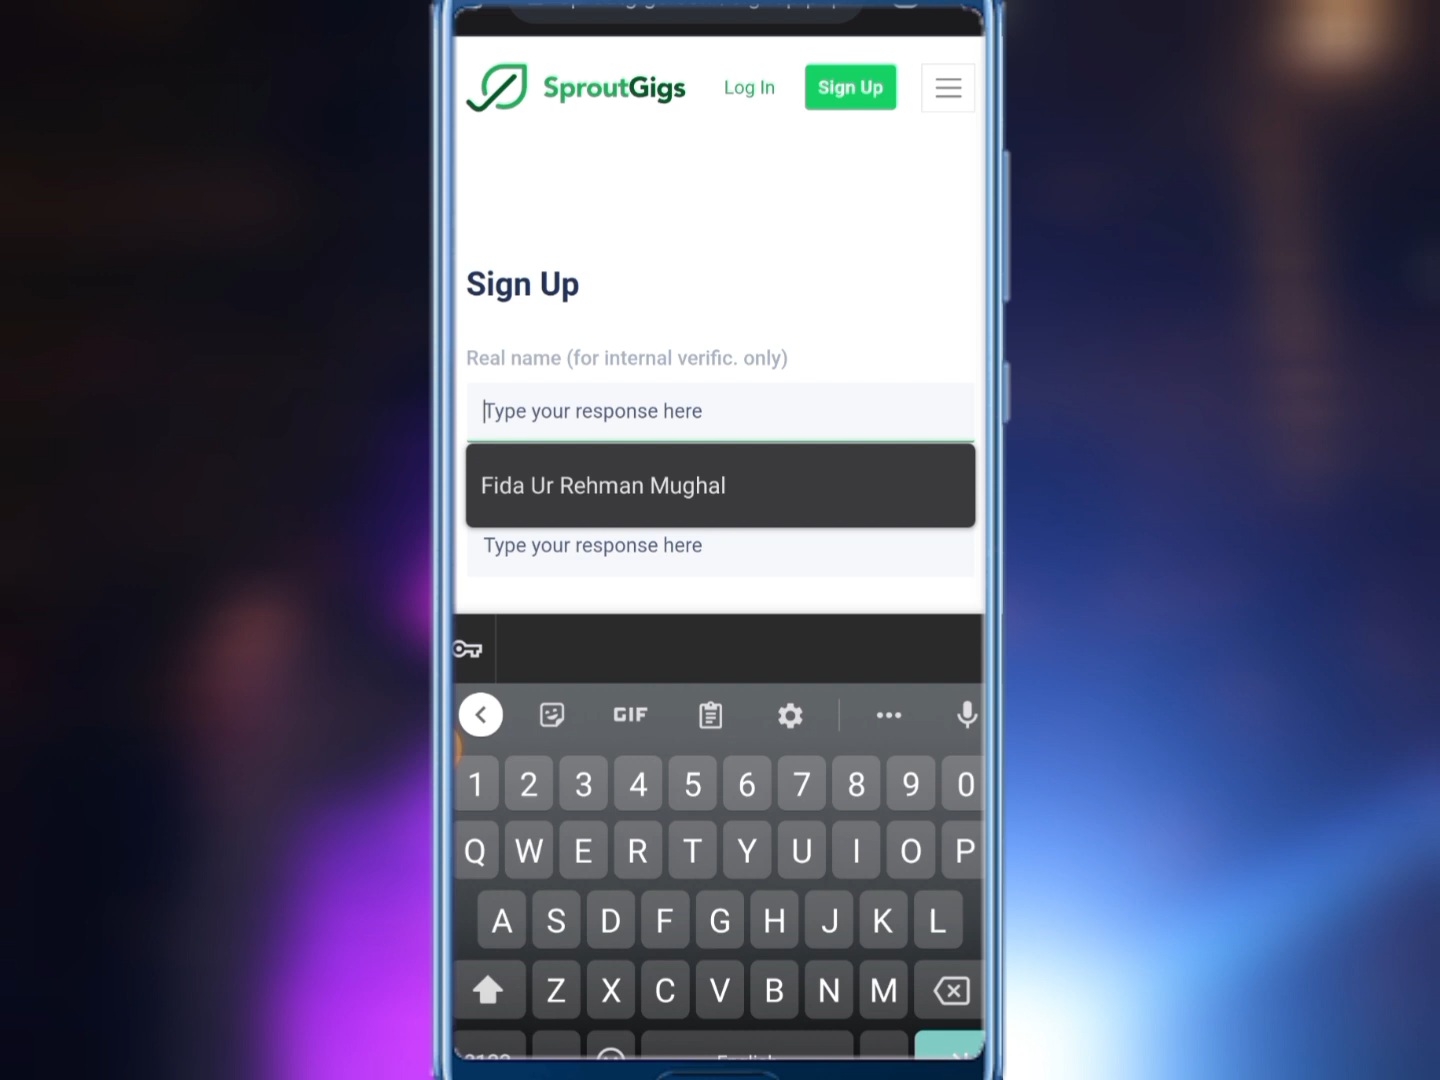 SproutGigs
Log In
Sign Up
Sign Up
Real name (for internal verific. only)
Type your response here
Fida Ur Rehman Mughal
Type your response here
GIF
1 2 3 4 5 6 7 8 9 0
Q W E R T Y U I O P
A S D F G H J K L
Z X C V B N M
English